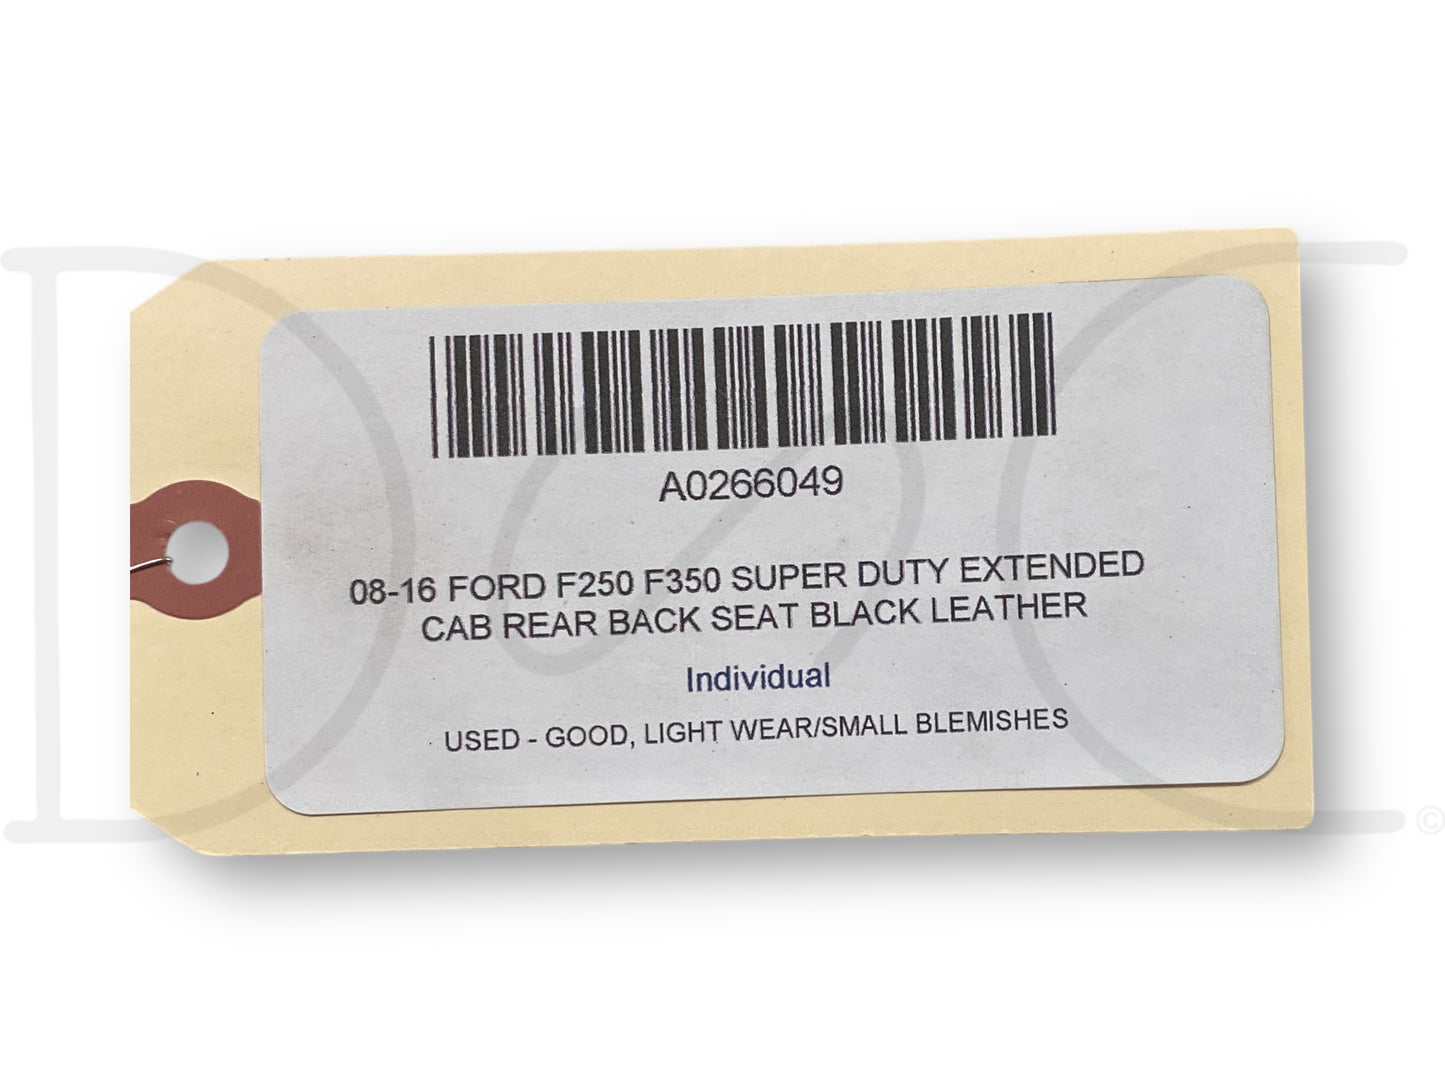 A0266049
08-16 FORD F250 F350 SUPER DUTY EXTENDED
CAB REAR BACK SEAT BLACK LEATHER
Individual
USED - GOOD, LIGHT WEAR/SMALL BLEMISHES
©